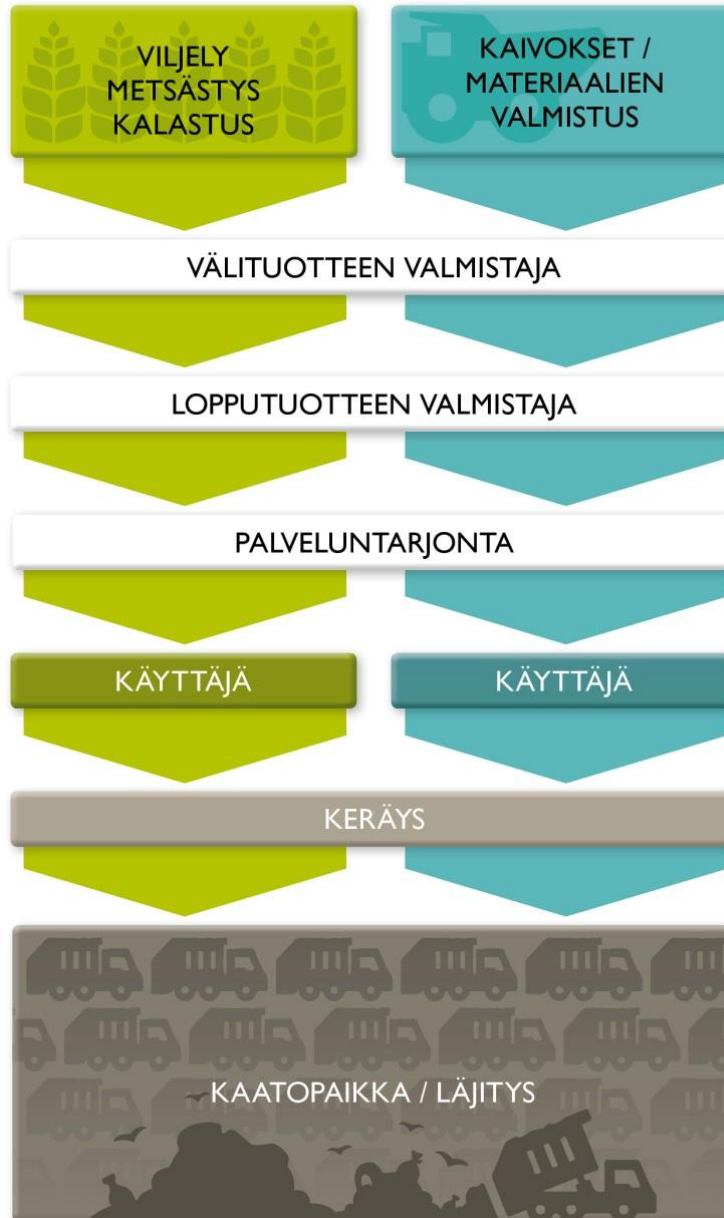 VILJELY
METSÄSTYS
KALASTUS
KAIVOKSET /
MATERIAALIEN
VALMISTUS
VÄLITUOTTEEN VALMISTAJA
LOPPUTUOTTEEN VALMISTAJA
PALVELUNTARJONTA
KÄYTTÄJÄ
KÄYTTÄJÄ
KERÄYS
KAATOPAIKKA / LÄJITYS